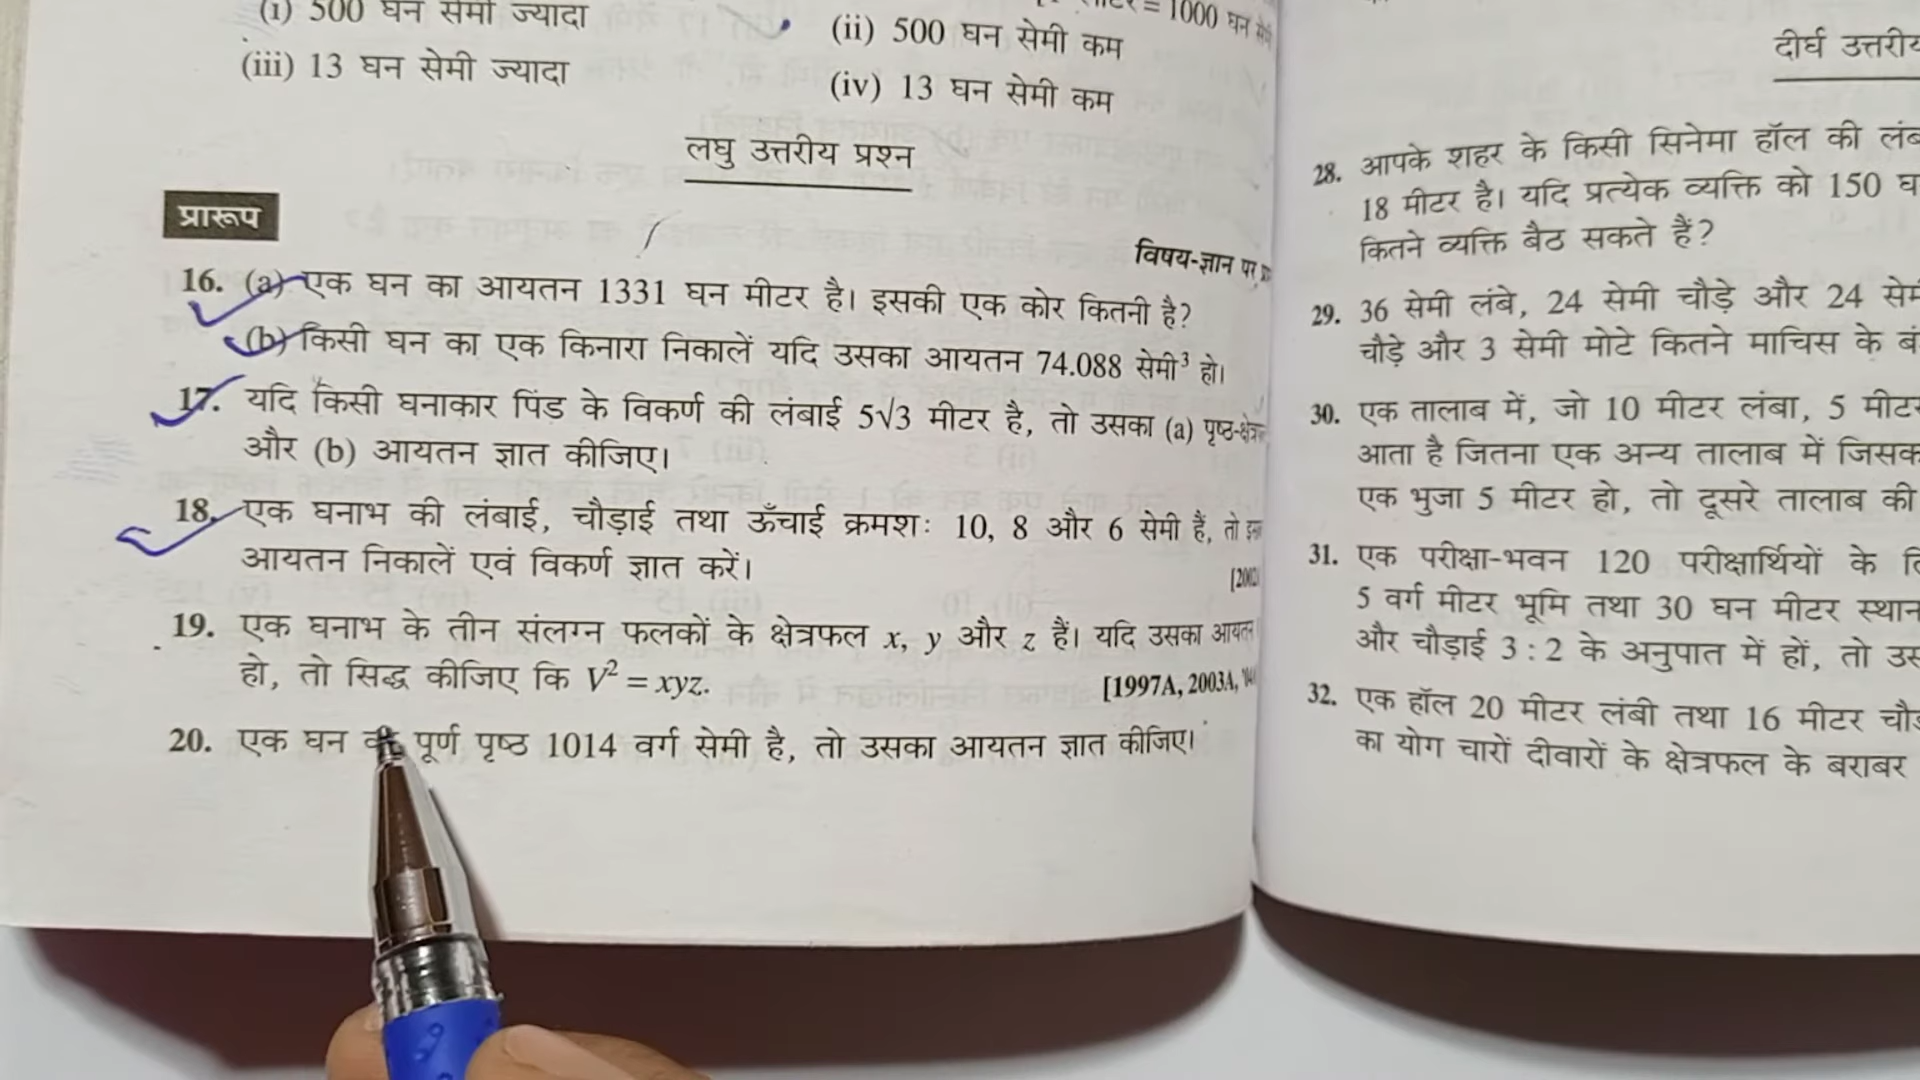 (i) 500 घन सेमी ज्यादा
= 1000 घन
(ii) 500 घन सेमी कम
(iii) 13 घन सेमी ज्यादा
(iv) 13 घन सेमी कम
लघु उत्तरीय प्रश्न
प्रारूप
विषय-ज्ञान पर
16. (a) एक घन का आयतन 1331 घन मीटर है। इसकी एक कोर कितनी है?
(b) किसी घन का एक किनारा निकालें यदि उसका आयतन 74.088 सेमी³ हो।
17. यदि किसी घनाकार पिंड के विकर्ण की लंबाई 5√3 मीटर है, तो उसका (a) पृष्ठ-क्षेत्र
और (b) आयतन ज्ञात कीजिए।
18. एक घनाभ की लंबाई, चौड़ाई तथा ऊँचाई क्रमशः 10, 8 और 6 सेमी हैं, तो
आयतन निकालें एवं विकर्ण ज्ञात करें।
19. एक घनाभ के तीन संलग्न फलकों के क्षेत्रफल x, y और z हैं। यदि उसका आयतन
हो, तो सिद्ध कीजिए कि V² = xyz.
[1997A, 2003A,
20. एक घन पूर्ण पृष्ठ 1014 वर्ग सेमी है, तो उसका आयतन ज्ञात कीजिए।
दीर्घ उत्तरीय
28. आपके शहर के किसी सिनेमा हॉल की
18 मीटर है। यदि प्रत्येक व्यक्ति को 150
कितने व्यक्ति बैठ सकते हैं?
29. 36 सेमी लंबे, 24 सेमी चौड़े और 24
चौड़े और 3 सेमी मोटे कितने माचिस के
30. एक तालाब में, जो 10 मीटर लंबा, 5
आता है जितना एक अन्य तालाब में
एक भुजा 5 मीटर हो, तो दूसरे तालाब की
31. एक परीक्षा-भवन 120 परीक्षार्थियों के
5 वर्ग मीटर भूमि तथा 30 घन मीटर
और चौड़ाई 3 : 2 के अनुपात में हों, तो
32. एक हॉल 20 मीटर लंबी तथा 16 मीटर
का योग चारों दीवारों के क्षेत्रफल के बराबर